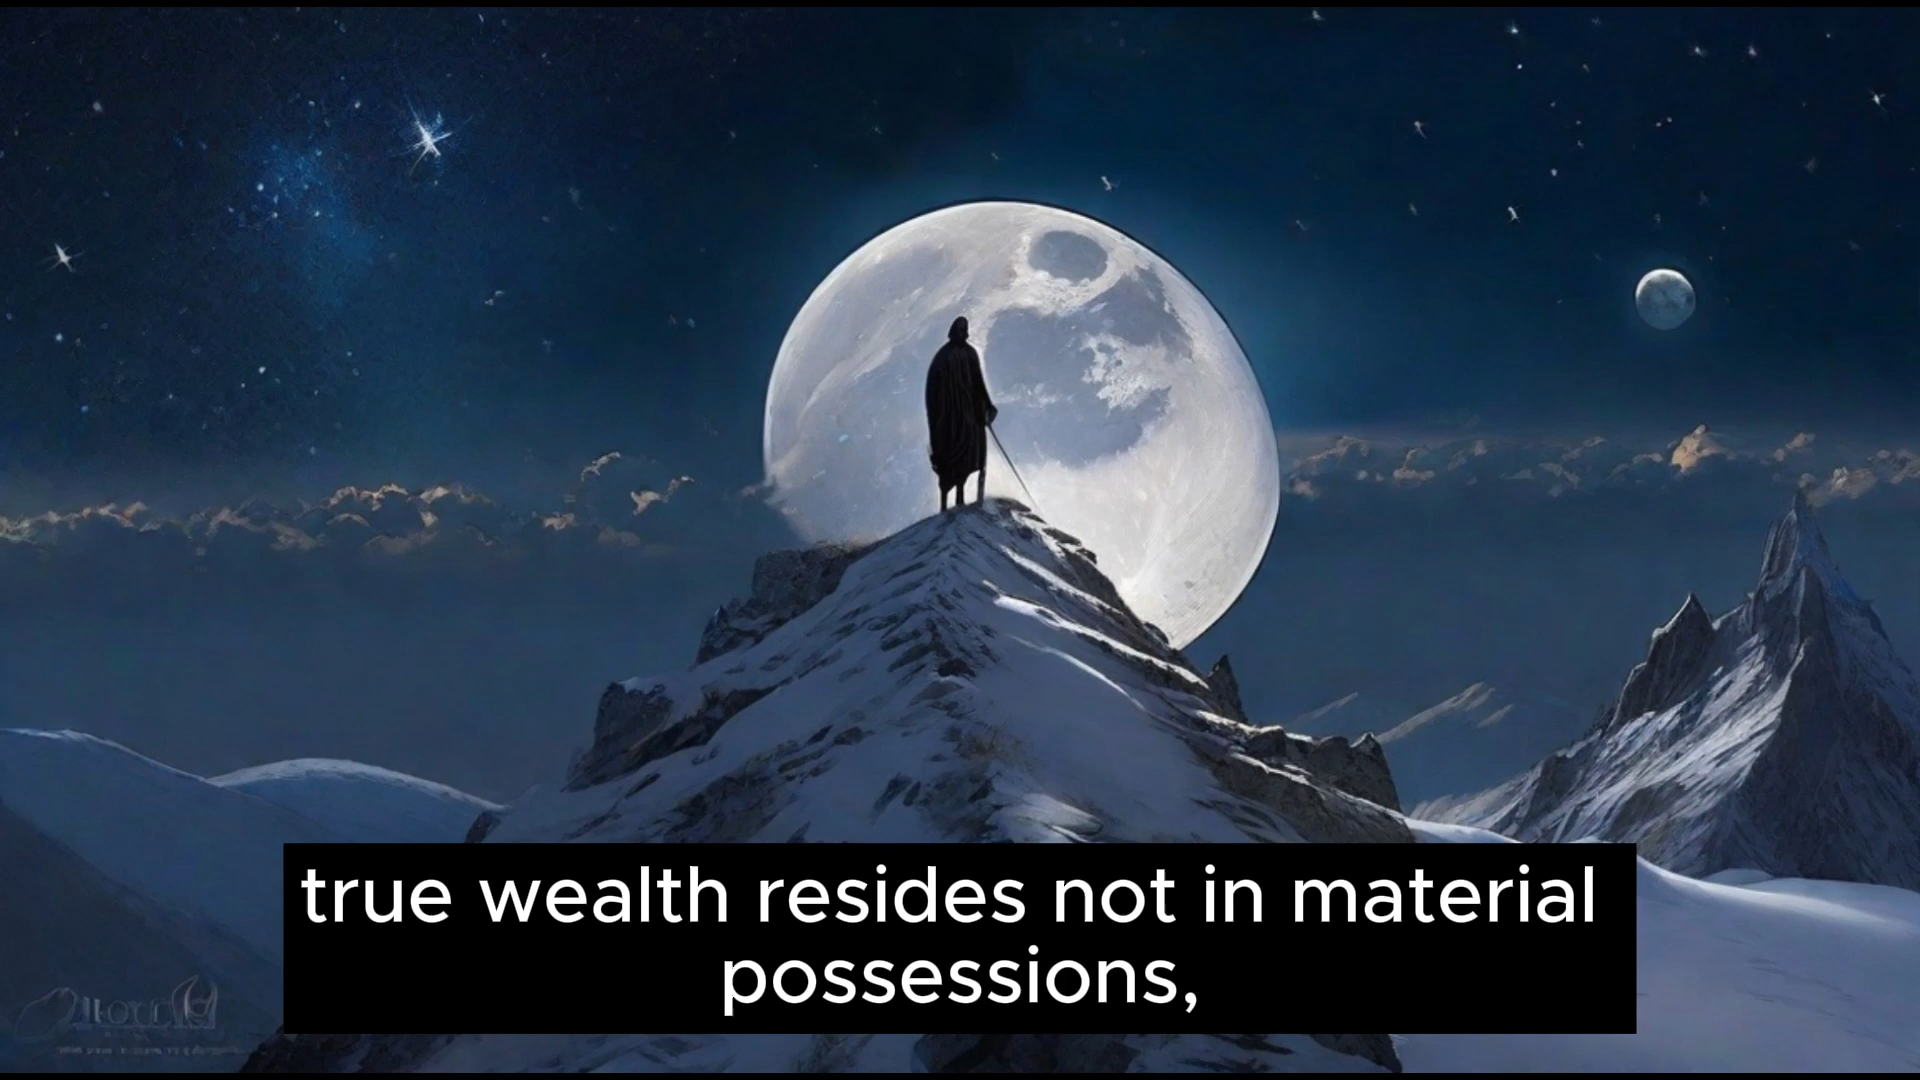 true wealth resides not in material
possessions,